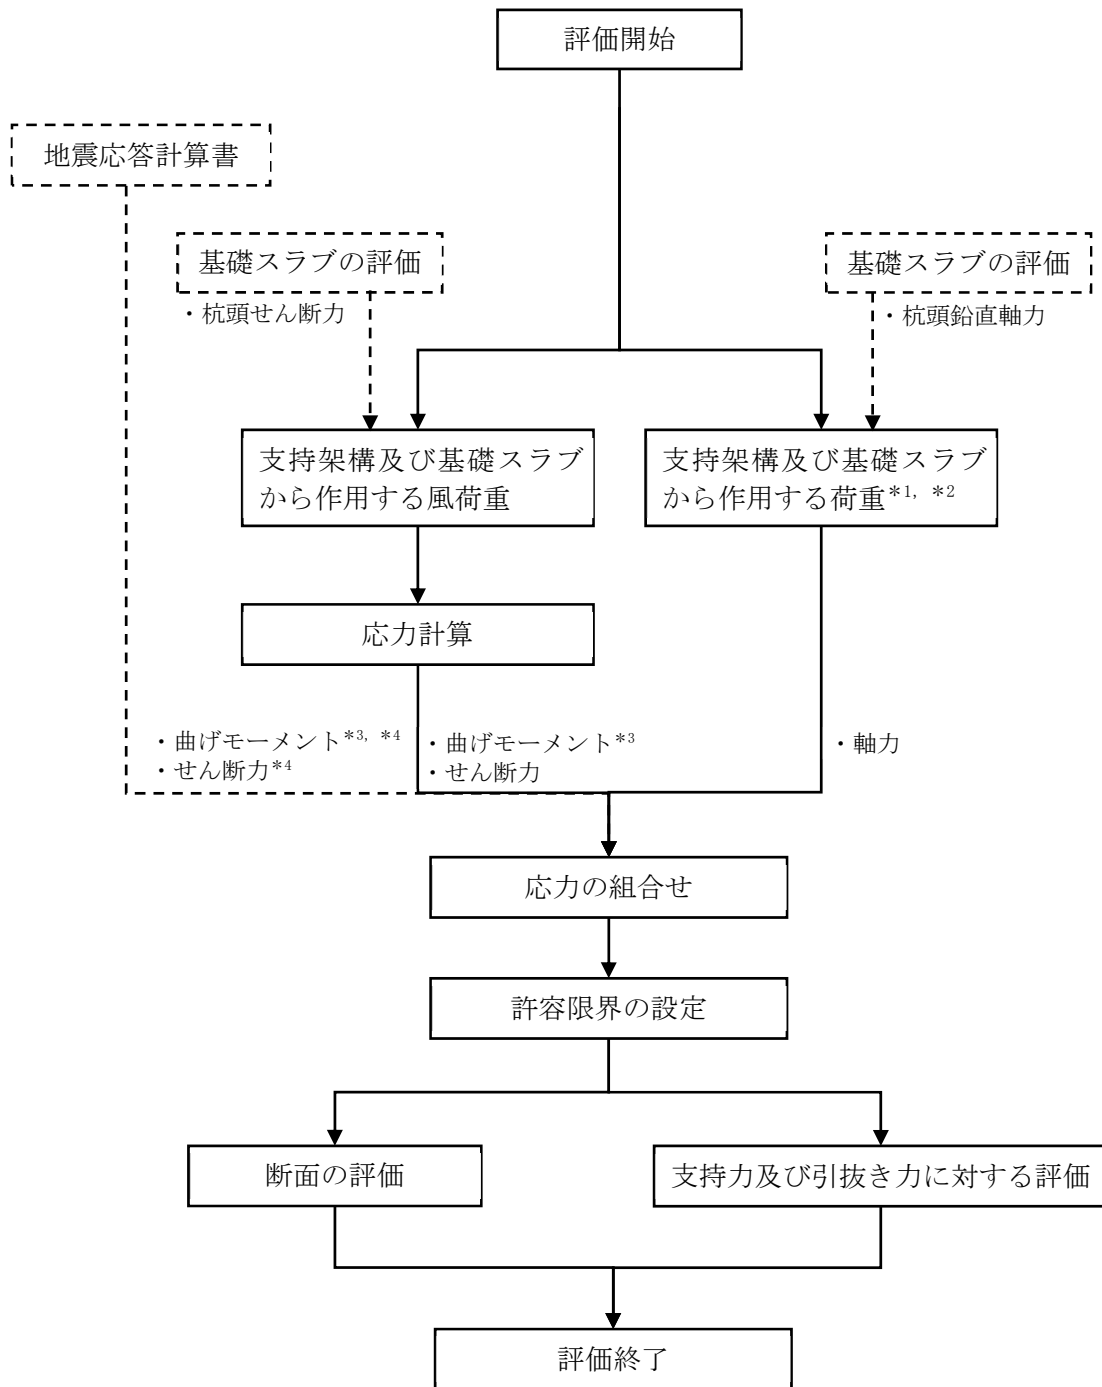 評価開始
地震応答計算書
基礎スラブの評価
・杭頭せん断力
基礎スラブの評価
・杭頭鉛直軸力
支持架構及び基礎スラブ
から作用する風荷重
支持架構及び基礎スラブ
から作用する荷重*1, *2
応力計算
・曲げモーメント*3, *4
・せん断力*4
・曲げモーメント*3
・せん断力
・軸力
応力の組合せ
許容限界の設定
断面の評価
支持力及び引抜き力に対する評価
評価終了